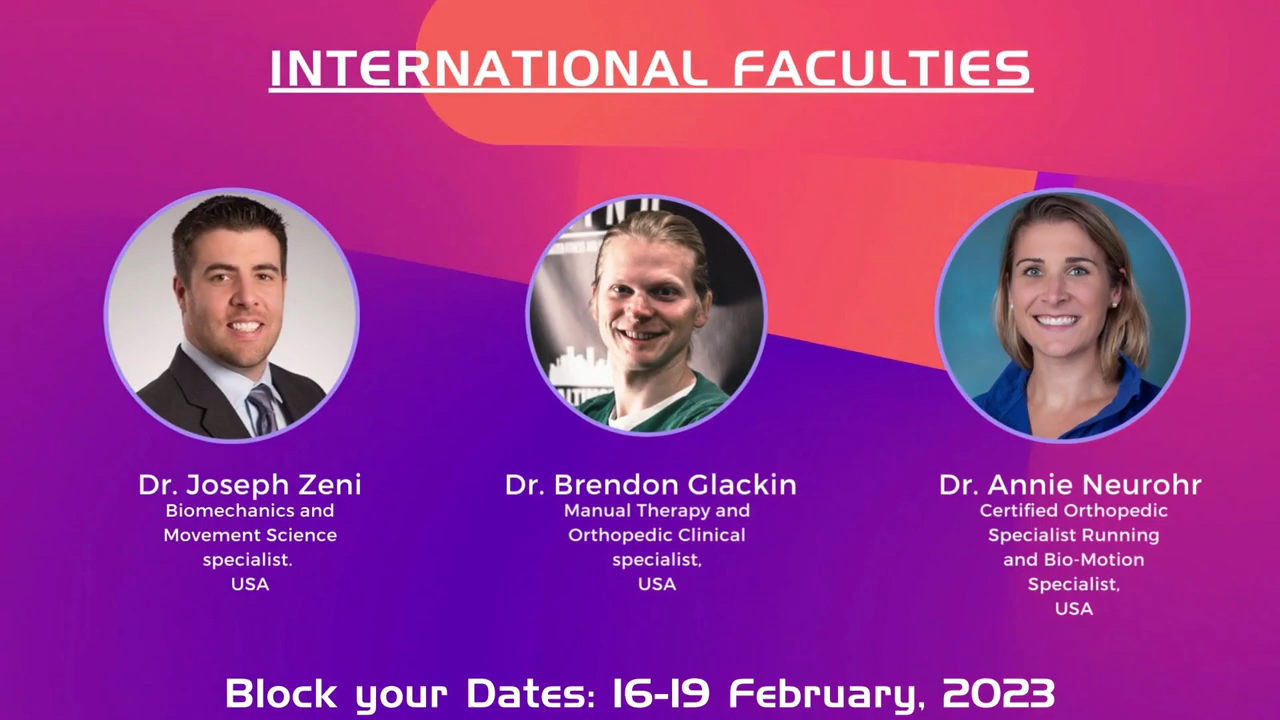 INTERNATIONAL FACULTIES
Dr. Joseph Zeni
Biomechanics and
Movement Science
specialist.
USA
Dr. Brendon Glackin
Manual Therapy and
Orthopedic Clinical
specialist,
USA
Dr. Annie Neurohr
Certified Orthopedic
Specialist Running
and Bio-Motion
Specialist,
USA
Block your Dates: 16-19 February, 2023